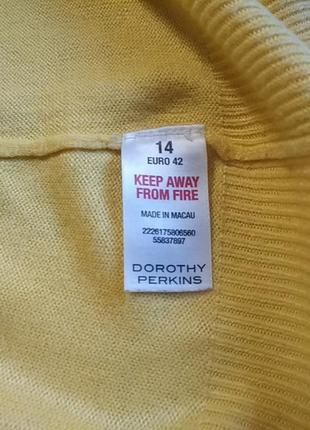 14
EURO 42
KEEP AWAY
FROM FIRE
MADE IN MACAU
2226175806560
55837897
DOROTHY
PERKINS